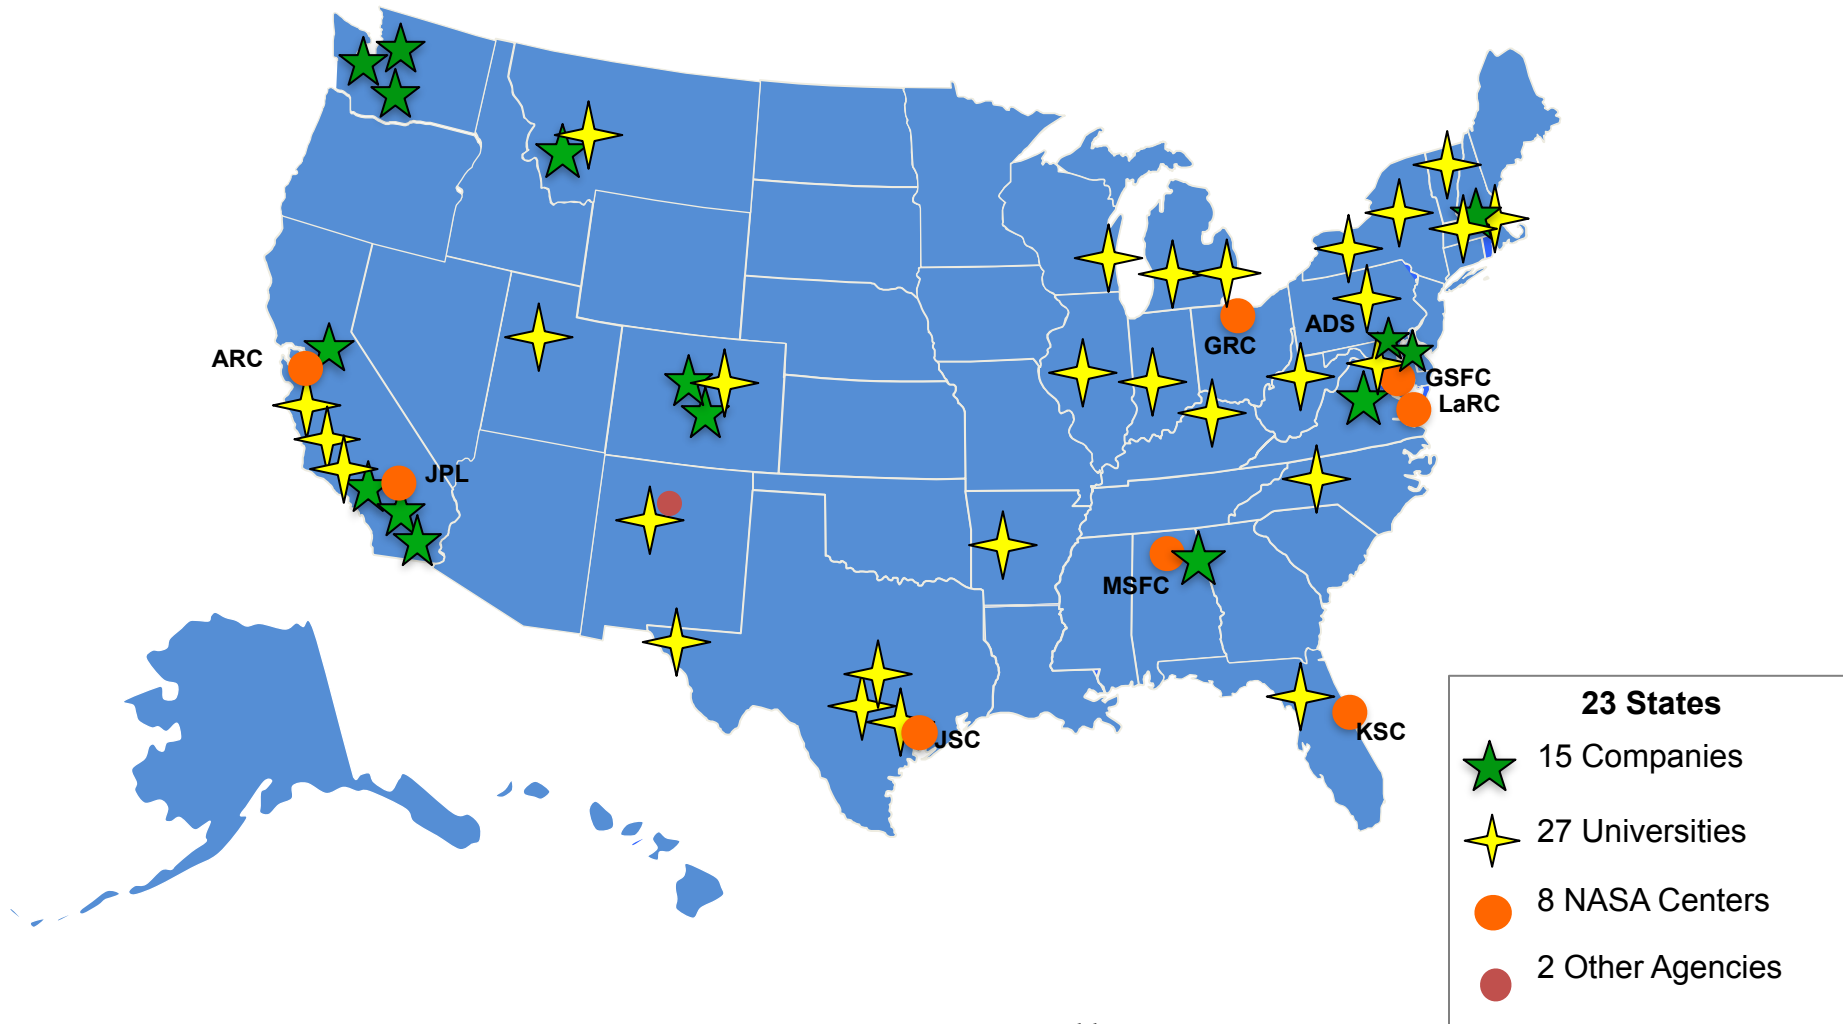 ADS
GRC
ARC
GSFC
LaRC
JPL
MSFC
JSC
KSC
23 States
15 Companies
27 Universities
8 NASA Centers
2 Other Agencies